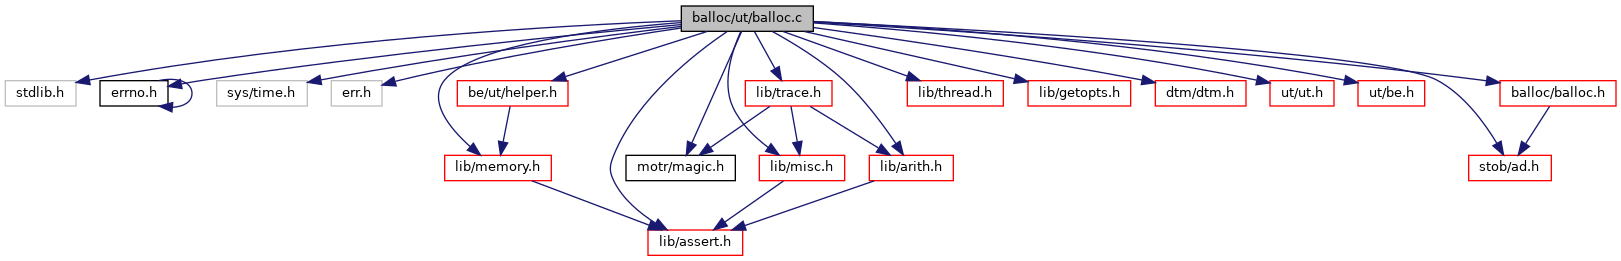 balloc/ut/balloc.c
stdlib.h
errno.h
sys/time.h
err.h
be/ut/helper.h
lib/trace.h
lib/thread.h
lib/getopts.h
dtm/dtm.h
ut/ut.h
ut/be.h
balloc/balloc.h
lib/memory.h
motr/magic.h
lib/misc.h
lib/arith.h
stob/ad.h
lib/assert.h